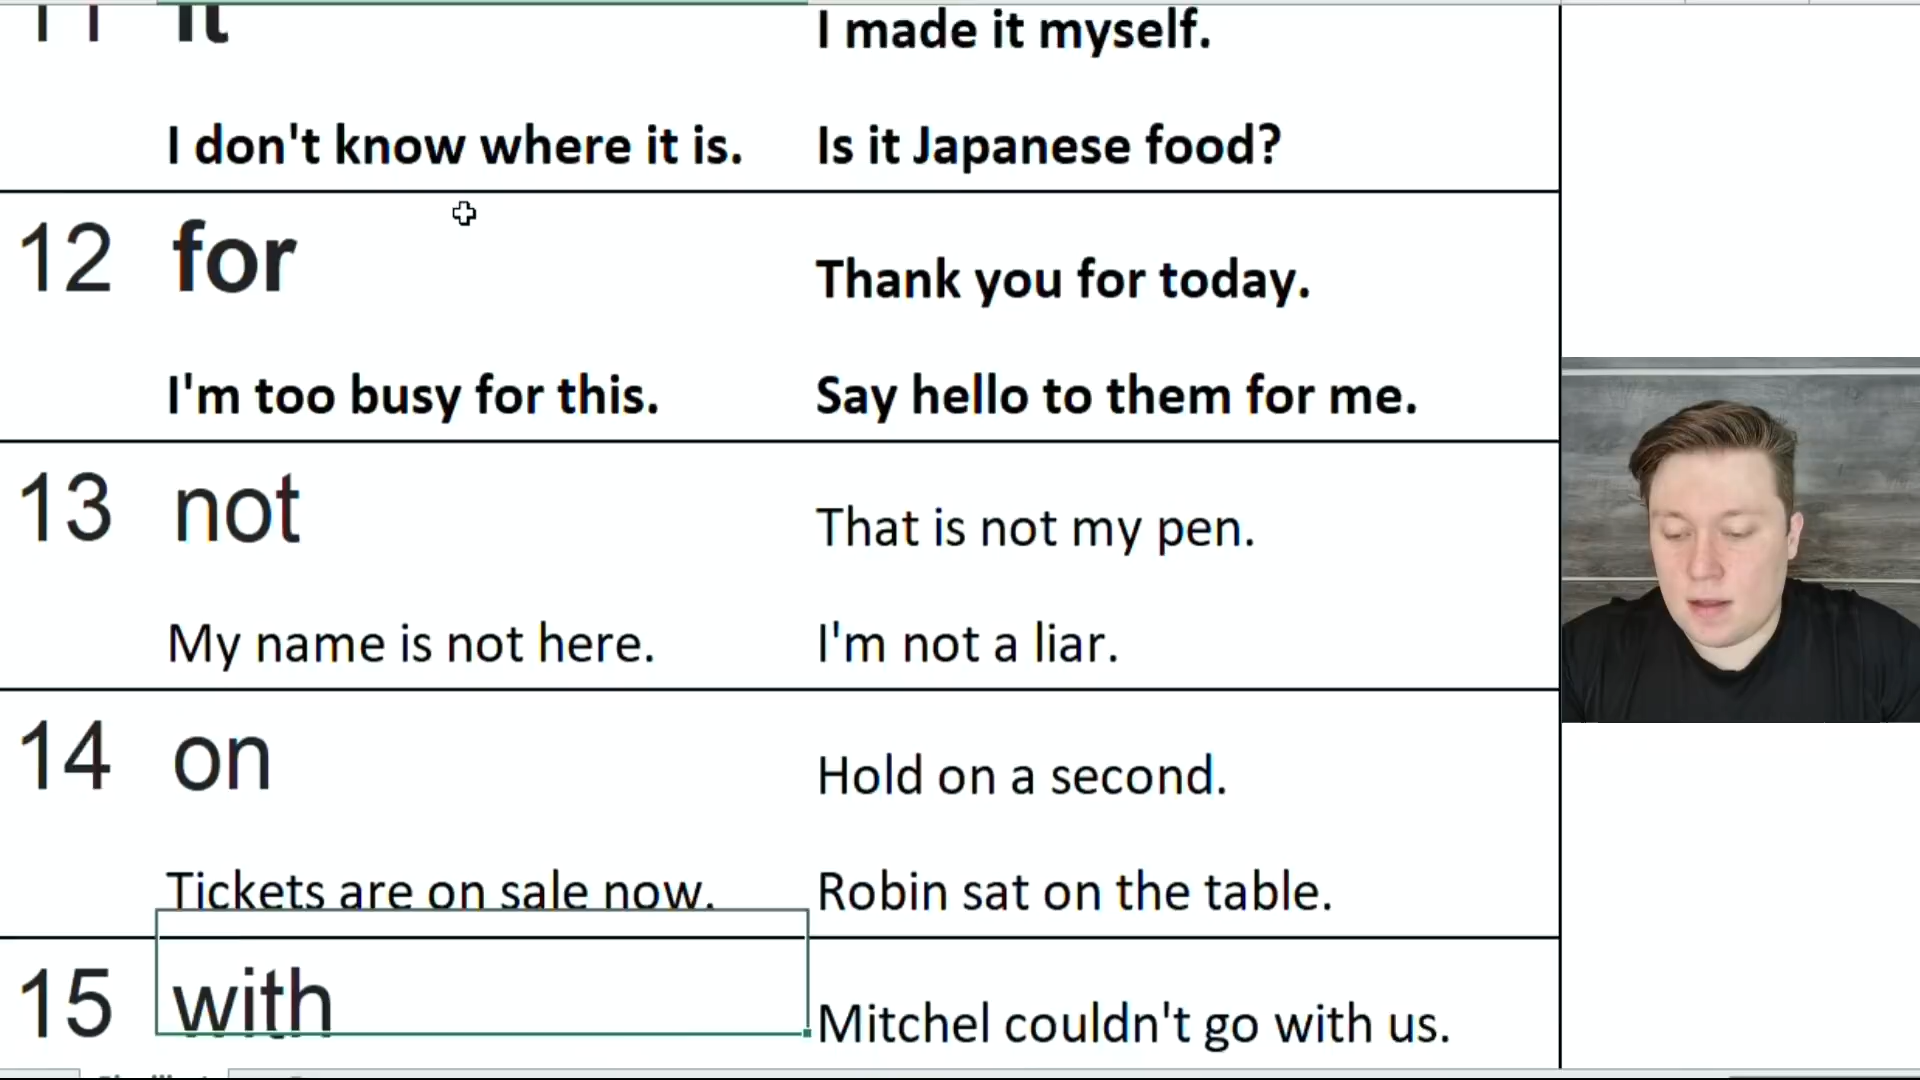 11 it
I made it myself.
I don't know where it is. Is it Japanese food?
12 for
Thank you for today.
I'm too busy for this. Say hello to them for me.
13 not
That is not my pen.
My name is not here. I'm not a liar.
14 on
Hold on a second.
Tickets are on sale now. Robin sat on the table.
15 with
Mitchel couldn't go with us.